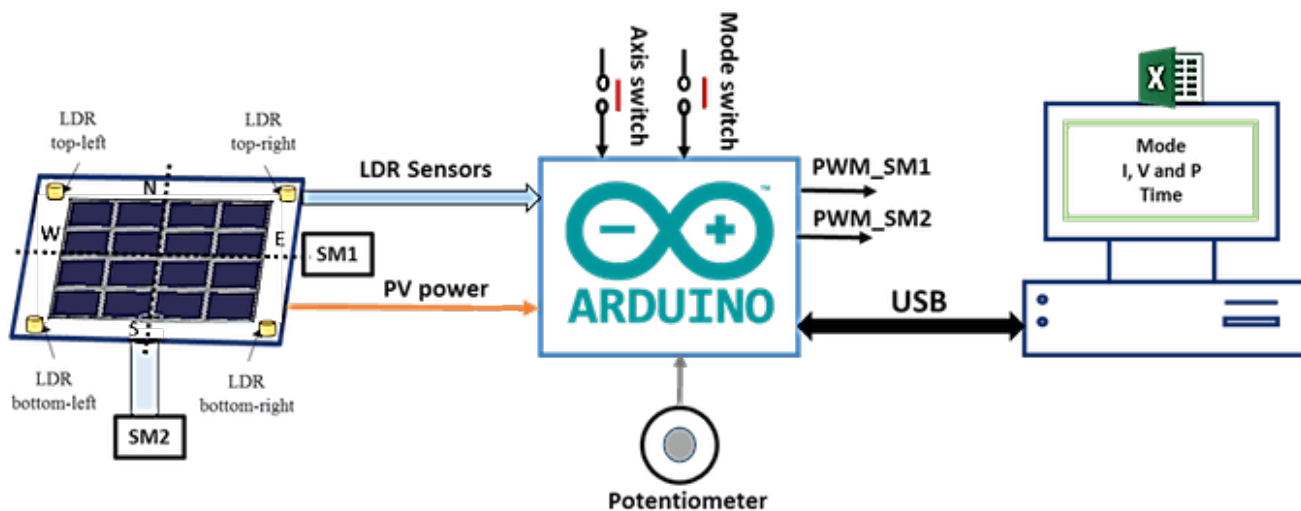 Axis switch
Mode switch
LDR
top-left
LDR
top-right
N
W
E
S
SM1
SM2
LDR
bottom-left
LDR
bottom-right
LDR Sensors
PV power
ARDUINO
TM
PWM_SM1
PWM_SM2
USB
Potentiometer
X
Mode
I, V and P
Time